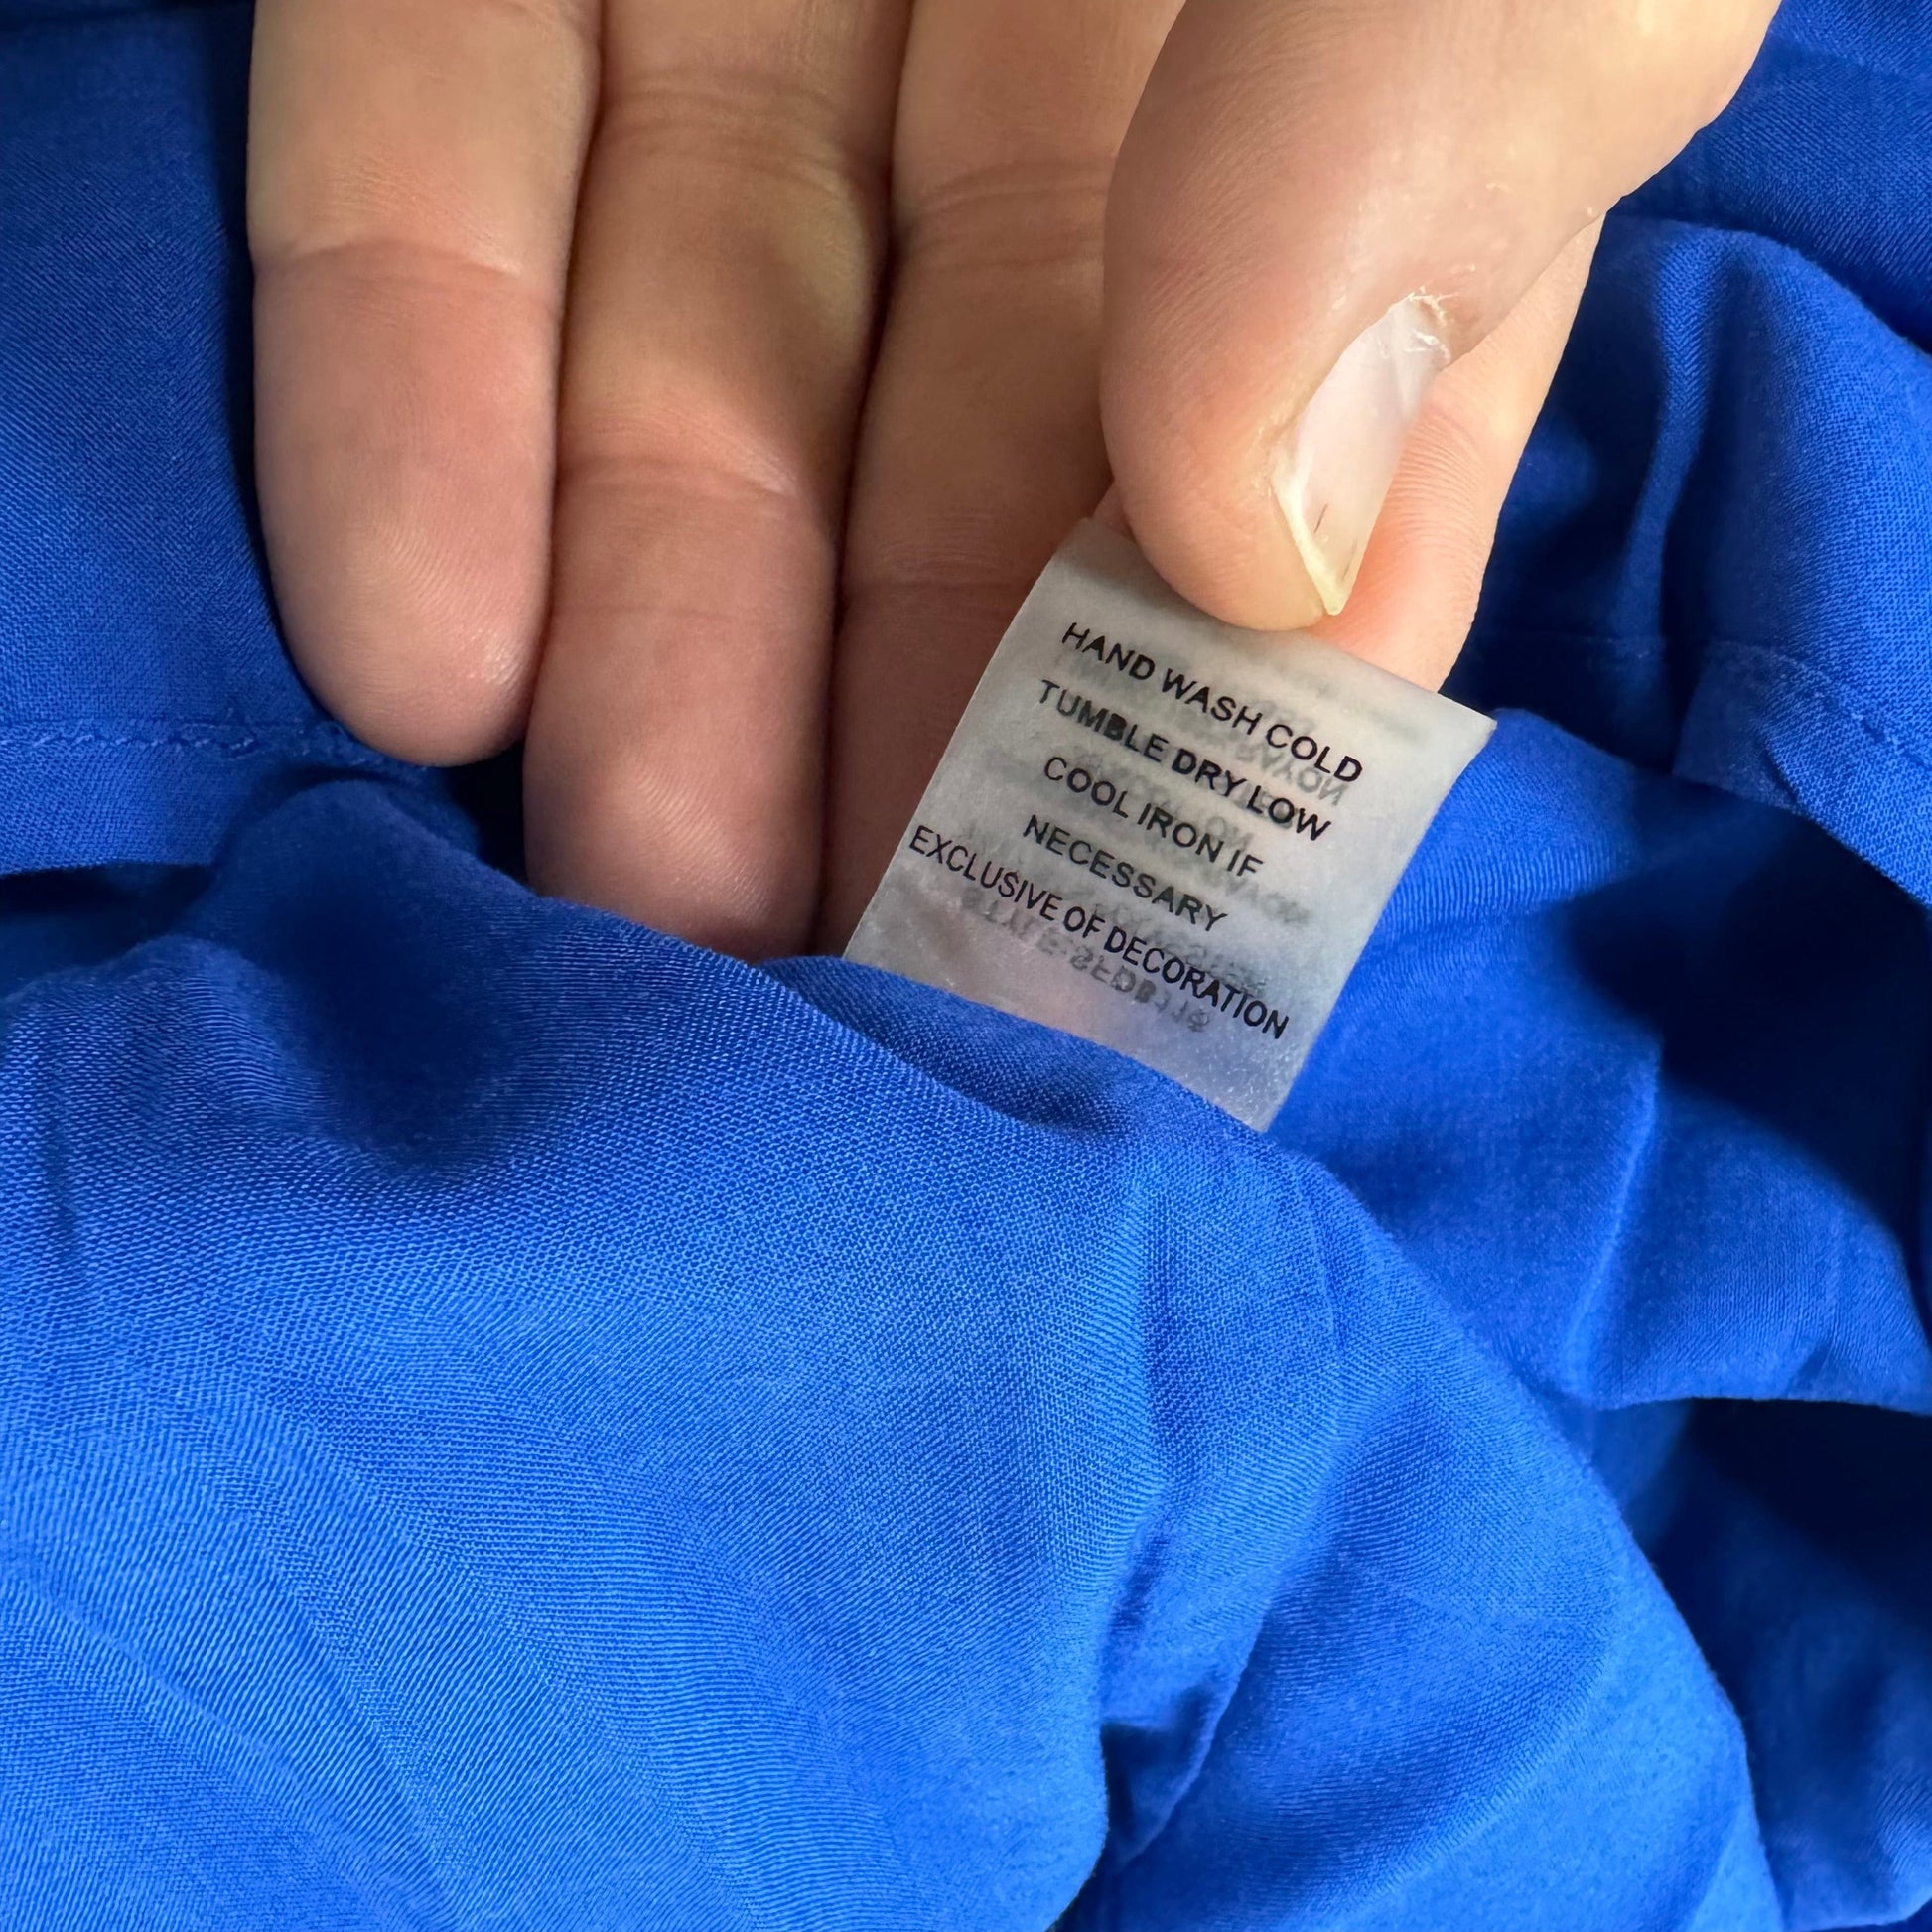 HAND WASH COLD
TUMBLE DRY LOW
COOL IRON IF
NECESSARY
EXCLUSIVE OF DECORATION